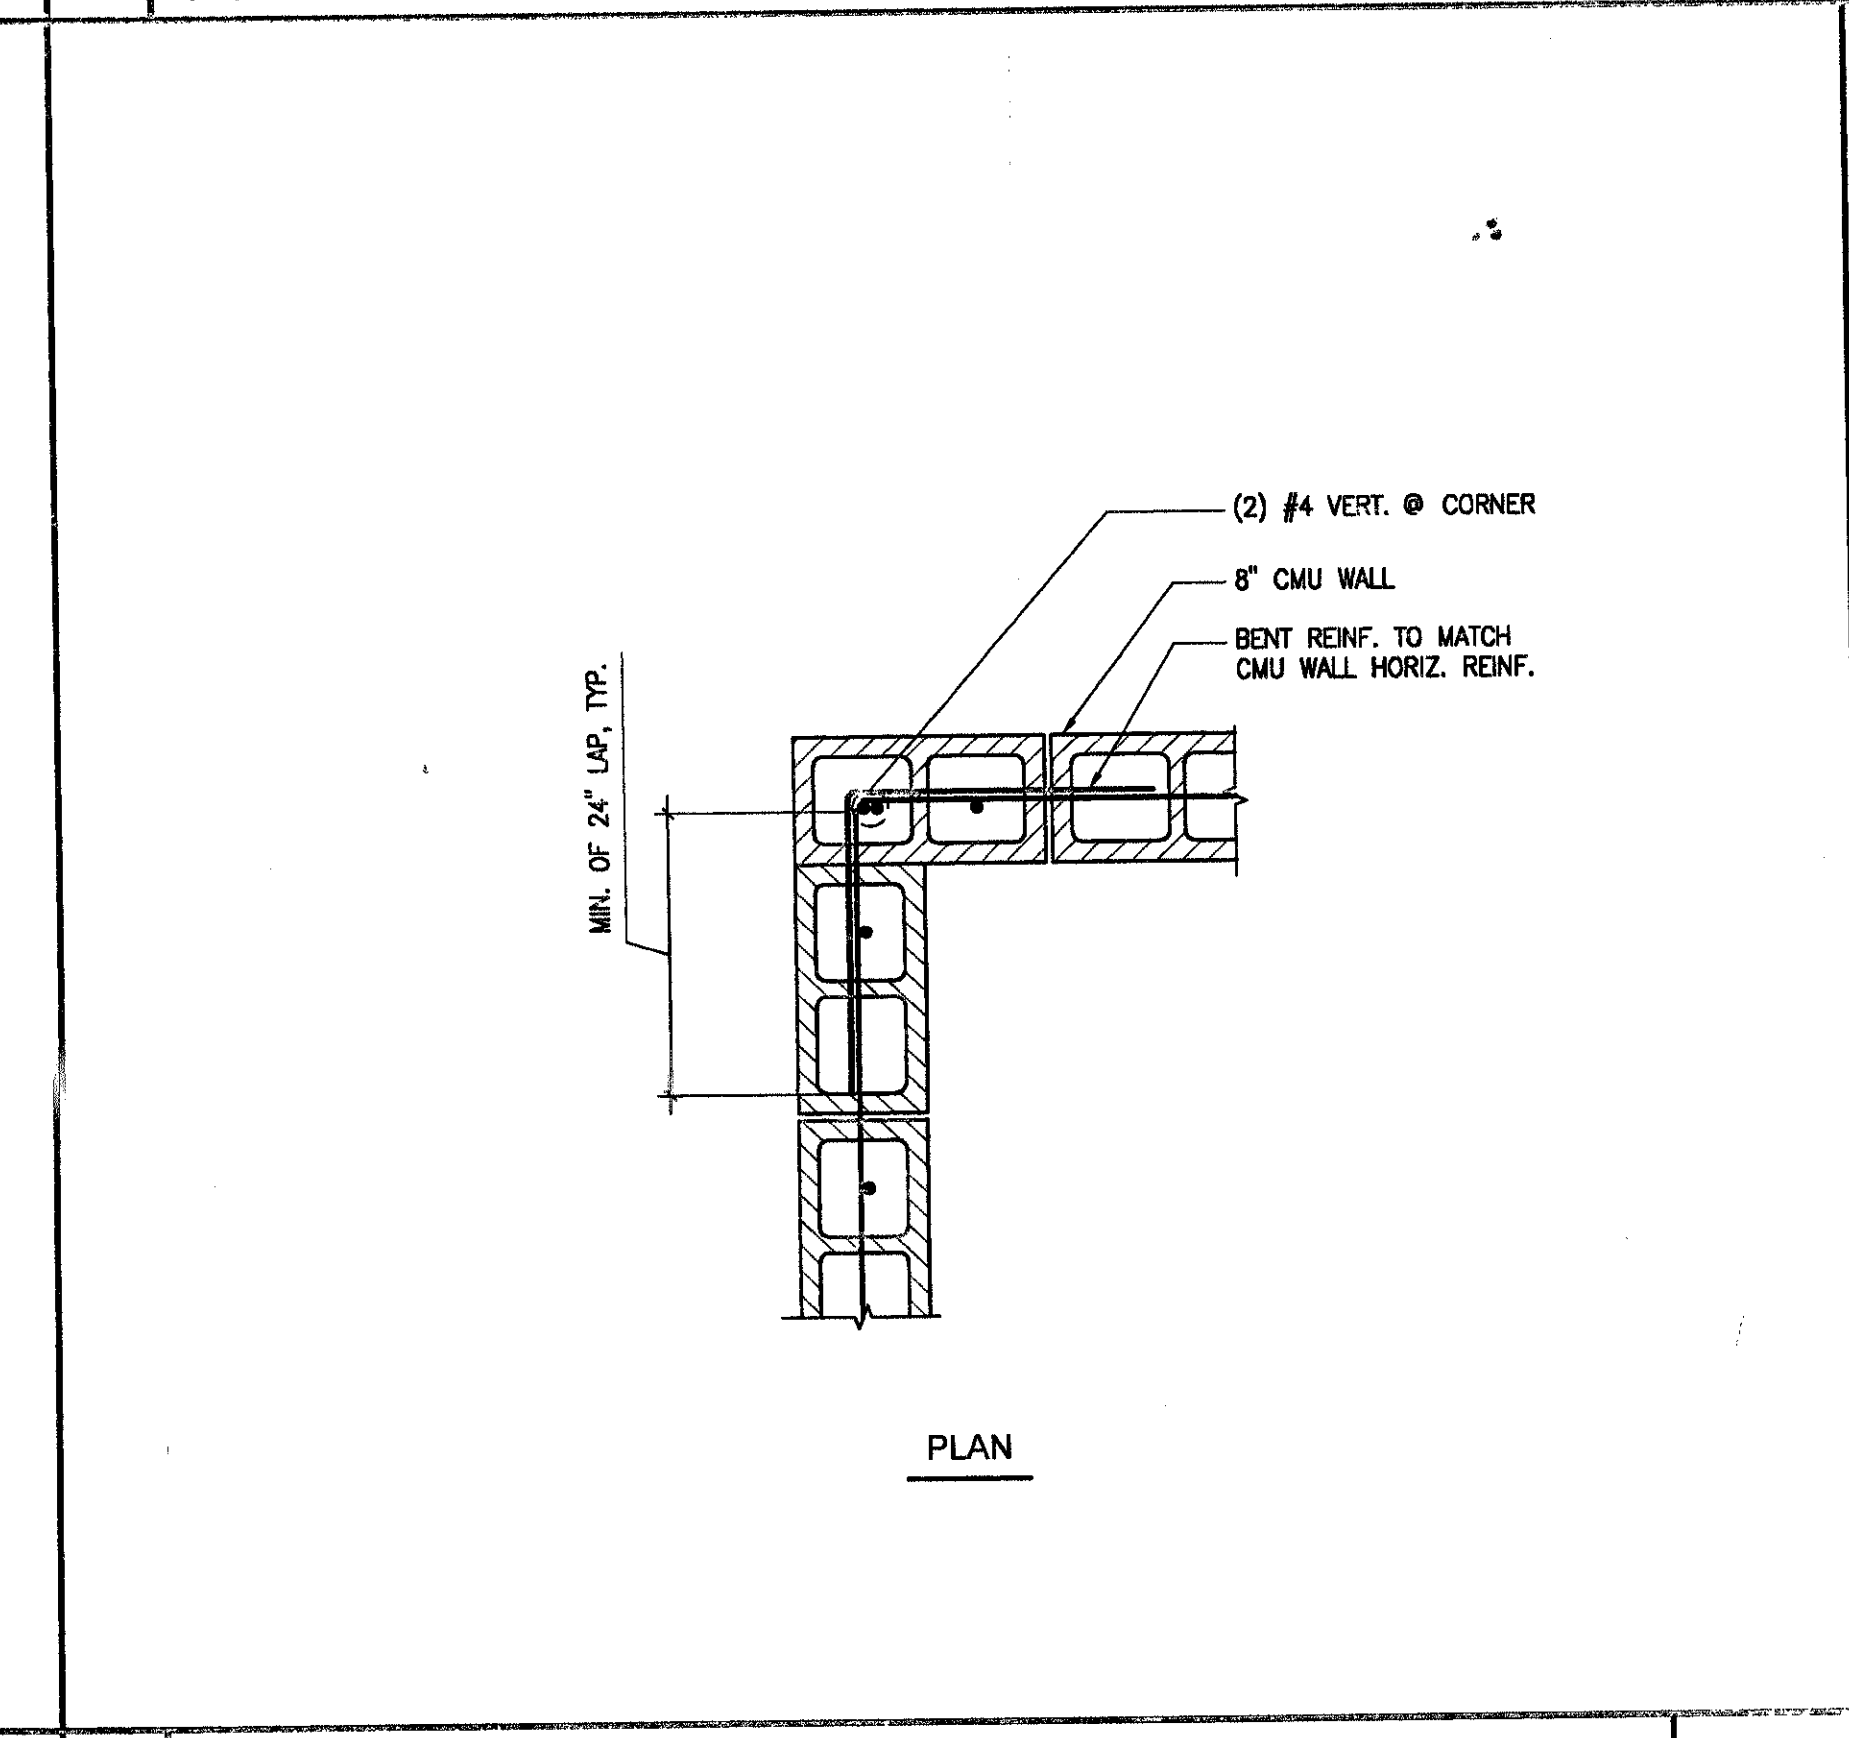 (2) #4 VERT. @ CORNER
8" CMU WALL
BENT REINF. TO MATCH
CMU WALL HORIZ. REINF.
MIN. OF 24" LAP, TYP.
PLAN